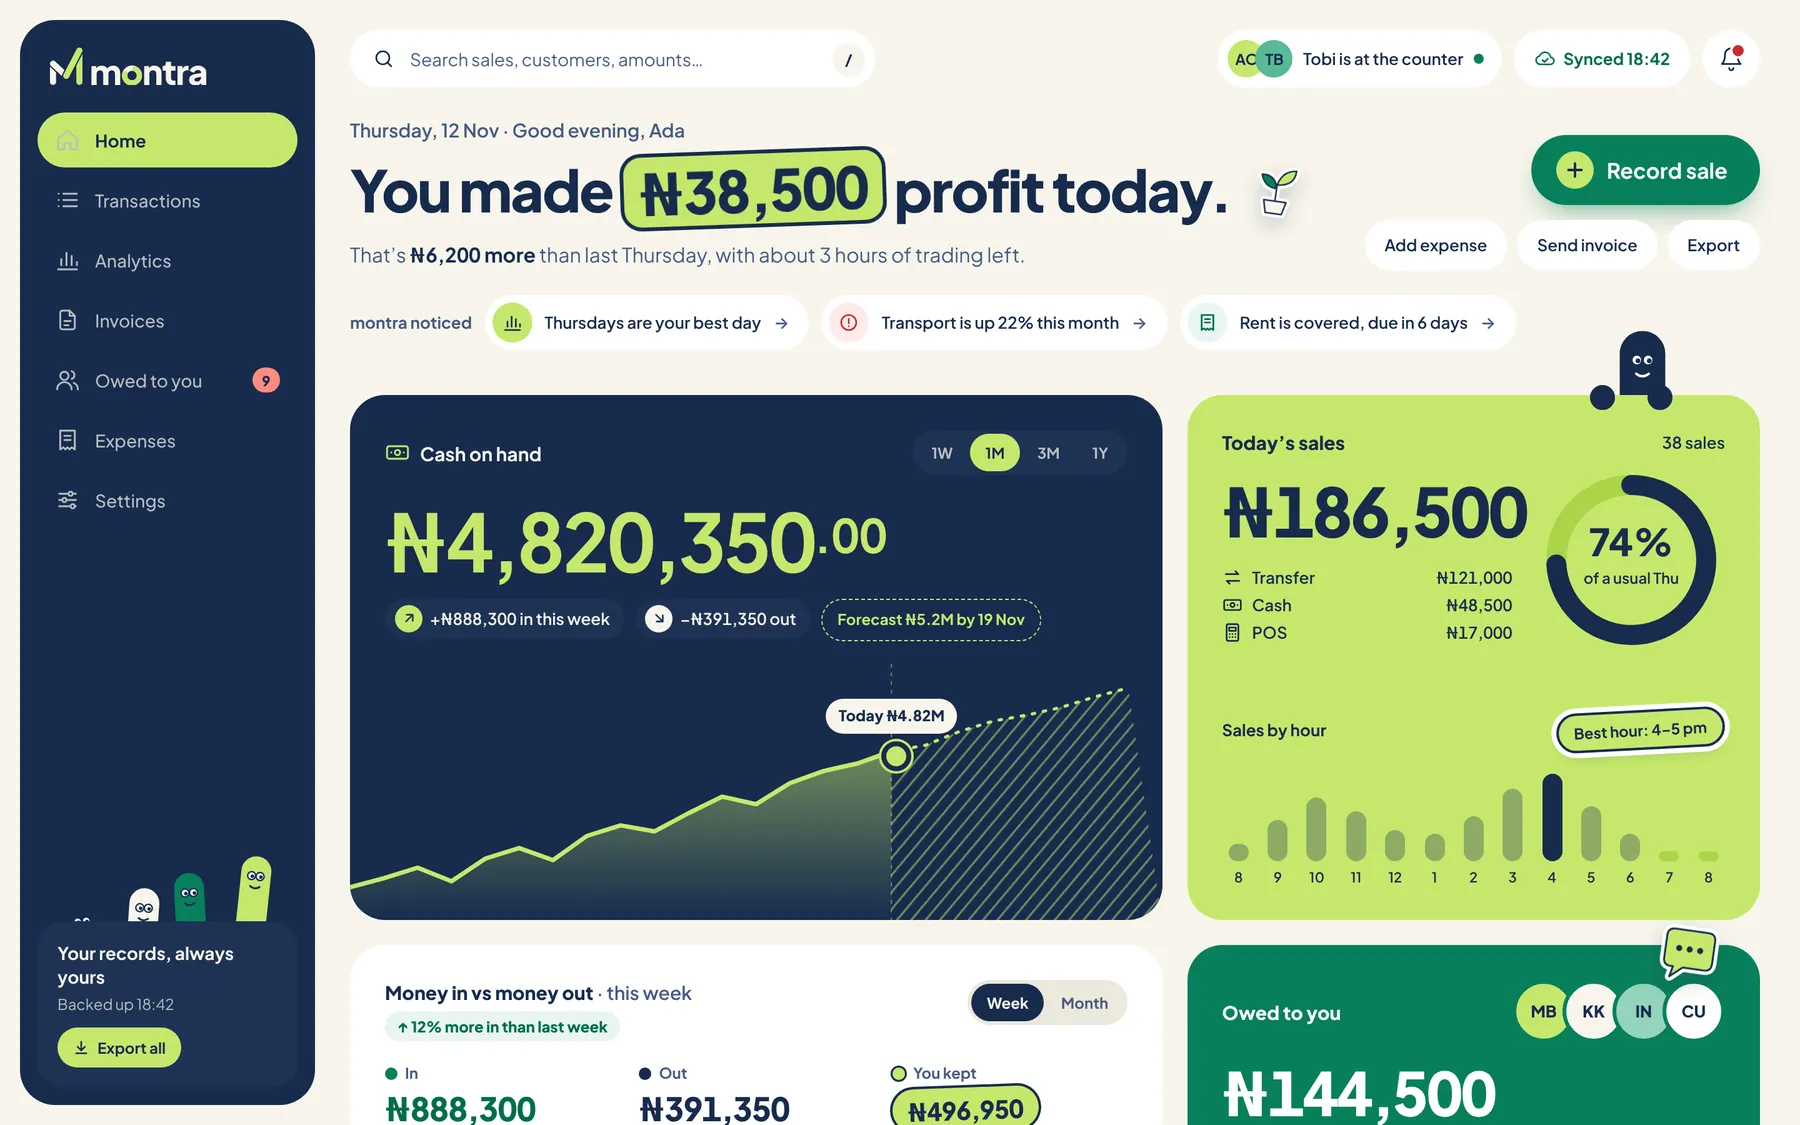 montra
Home
Transactions
Analytics
Invoices
Owed to you
9
Expenses
Settings
Your records, always
yours
Backed up 18:42
Export all
Search sales, customers, amounts…
/
AC
TB
Tobi is at the counter
Synced 18:42
Thursday, 12 Nov · Good evening, Ada
You made ₦38,500 profit today.
That’s ₦6,200 more than last Thursday, with about 3 hours of trading left.
Record sale
Add expense
Send invoice
Export
montra noticed
Thursdays are your best day →
Transport is up 22% this month →
Rent is covered, due in 6 days →
Cash on hand
1W
1M
3M
1Y
₦4,820,350.00
+₦888,300 in this week
−₦391,350 out
Forecast ₦5.2M by 19 Nov
Today ₦4.82M
Today’s sales
38 sales
₦186,500
74%
of a usual Thu
Transfer ₦121,000
Cash ₦48,500
POS ₦17,000
Sales by hour
Best hour: 4–5 pm
8 9 10 11 12 1 2 3 4 5 6 7 8
Money in vs money out · this week
Week
Month
↑ 12% more in than last week
In
₦888,300
Out
₦391,350
You kept
₦496,950
Owed to you
MB
KK
IN
CU
₦144,500